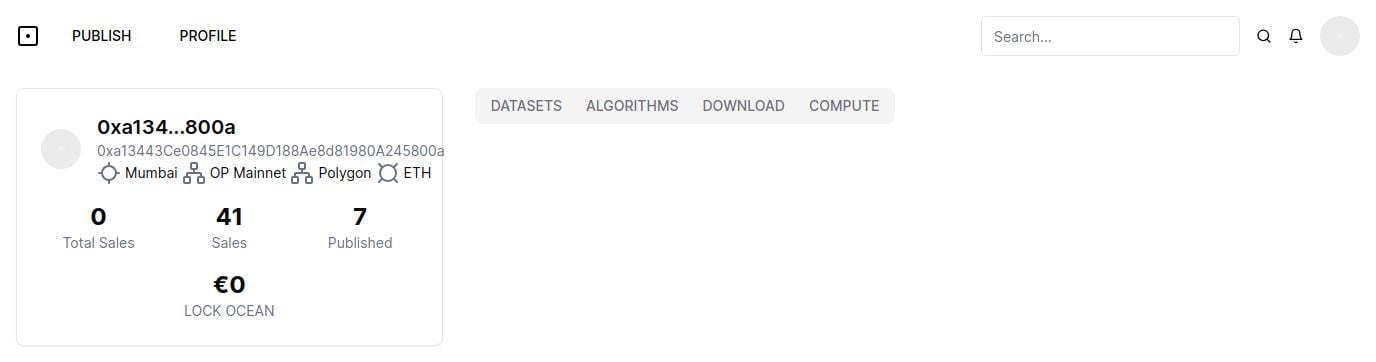 PUBLISH PROFILE Search...
DATASETS ALGORITHMS DOWNLOAD COMPUTE
0xa134...800a
0xa13443Ce0845E1C149D188Ae8d81980A245800a
Mumbai OP Mainnet Polygon ETH
0 41 7
Total Sales Sales Published
€0
LOCK OCEAN